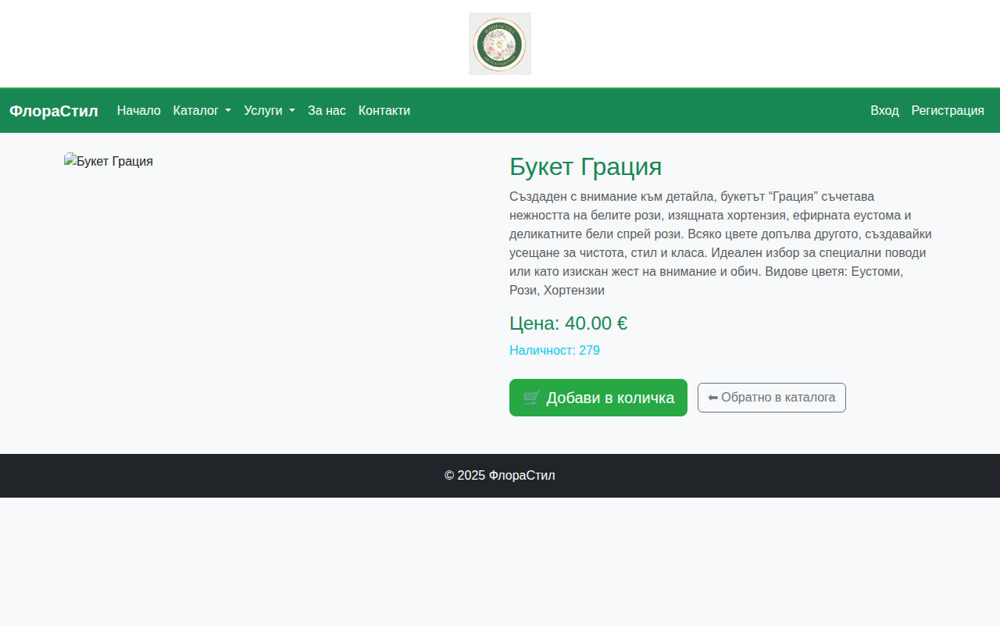 ФЛОРАСТИЛ
ФлораСтил
Начало
Каталог
Услуги
За нас
Контакти
Вход
Регистрация
Букет Грация
Букет Грация
Създаден с внимание към детайла, букетът “Грация” съчетава
нежността на белите рози, изящната хортензия, ефирната еустома и
деликатните бели спрей рози. Всяко цвете допълва другото, създавайки
усещане за чистота, стил и класа. Идеален избор за специални поводи
или като изискан жест на внимание и обич. Видове цветя: Еустоми,
Рози, Хортензии
Цена: 40.00 €
Наличност: 279
🛒 Добави в количка
⬅ Обратно в каталога
© 2025 ФлораСтил